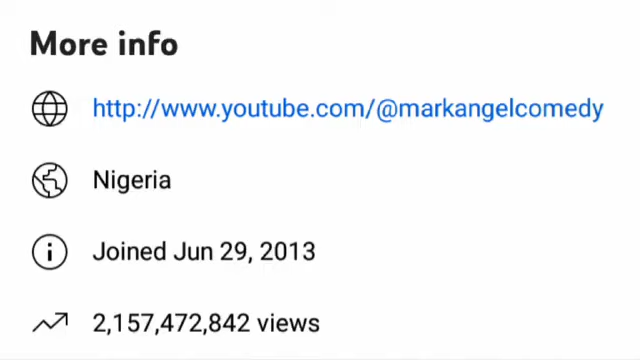 More info
http://www.youtube.com/@markangelcomedy
Nigeria
Joined Jun 29, 2013
2,157,472,842 views